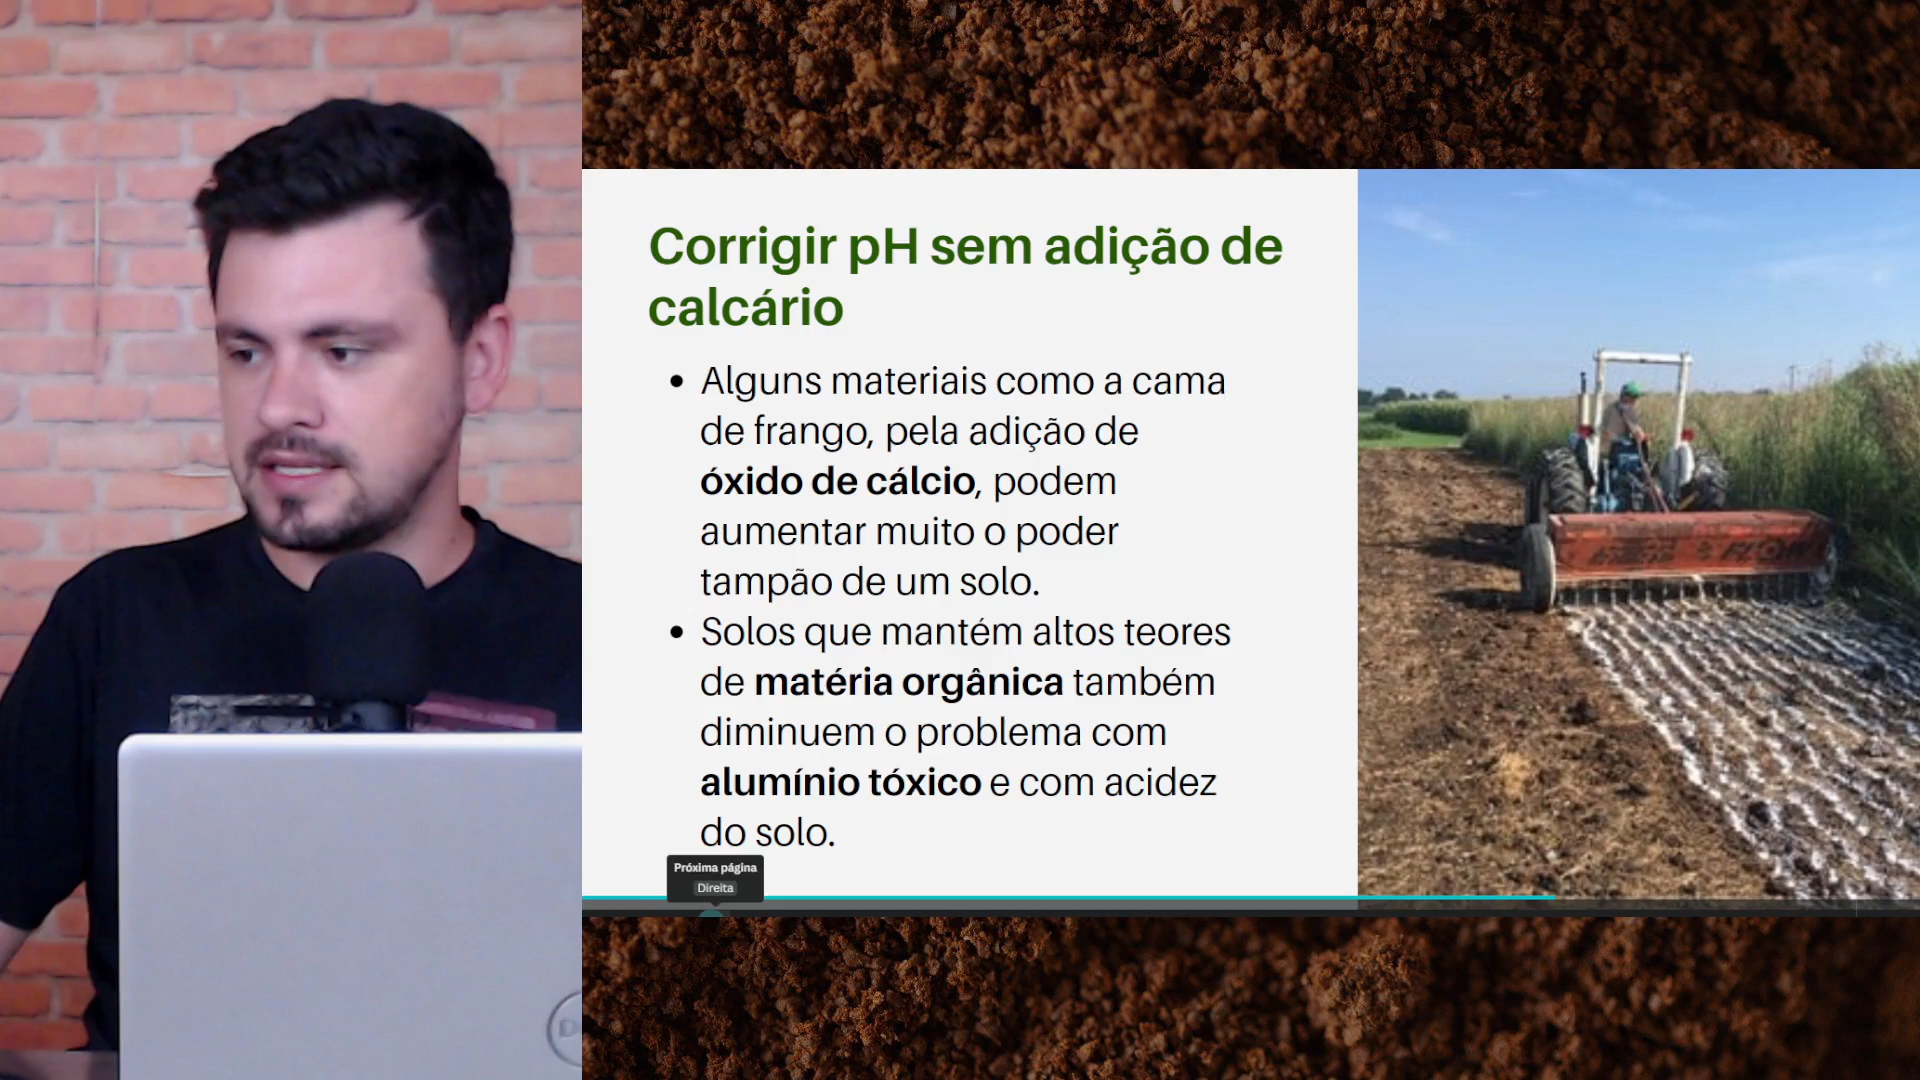 Corrigir pH sem adição de
calcário
• Alguns materiais como a cama
de frango, pela adição de
óxido de cálcio, podem
aumentar muito o poder
tampão de um solo.
• Solos que mantém altos teores
de matéria orgânica também
diminuem o problema com
alumínio tóxico e com acidez
do solo.
Próxima página
Direita